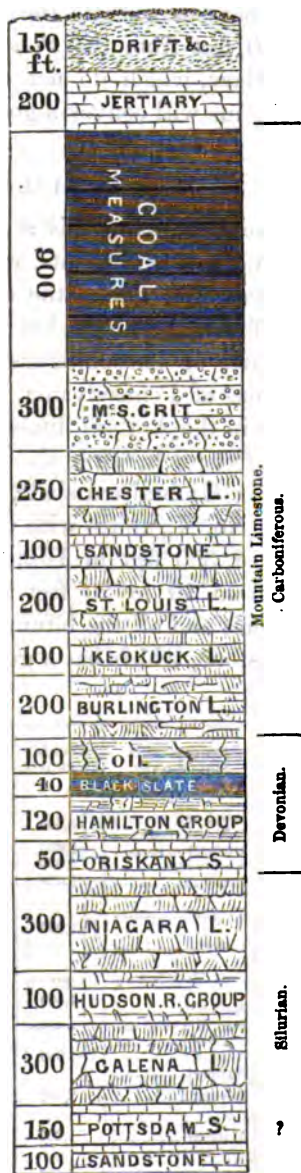 150 ft. DRIFT &C.
200 JERTIARY
900 COAL MEASURES
300 M.S. GRIT
250 CHESTER L.
100 SANDSTONE
200 ST. LOUIS L.
100 KEOKUCK L.
200 BURLINGTON L.
100 OIL
40 BLACK SLATE
120 HAMILTON GROUP
50 ORISKANY S.
300 NIAGARA L.
100 HUDSON.R. GROUP
300 GALENA L
150 POTTSDAM S
100 SANDSTONE
Mountain Limestone.
Carboniferous.
Devonian.
Silurian.
?